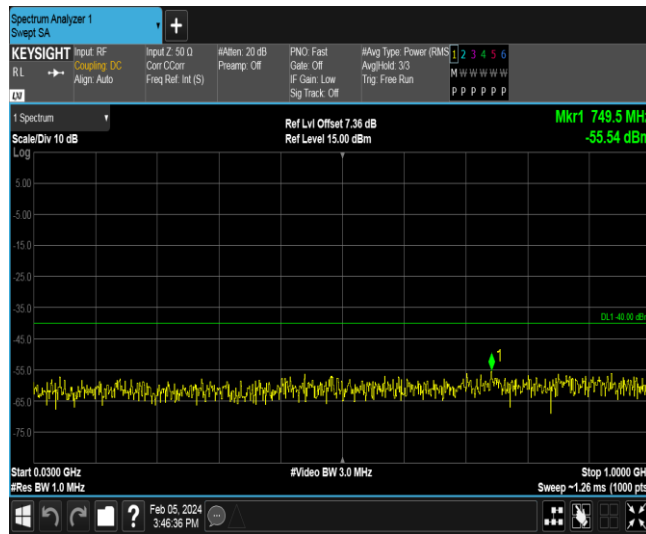 Spectrum Analyzer 1
Swept SA
+
KEYSIGHT Input: RF Input Z: 50 Ω #Atten: 20 dB PNO: Fast #Avg Type: Power (RMS 1 2 3 4 5 6
RL Coupling: DC Corr CCorr Preamp: Off Gate: Off Avg|Hold: 3/3 M W W W W W
Align: Auto Freq Ref: Int (S) IF Gain: Low Trig: Free Run
Sig Track: Off P P P P P P
LXI
1 Spectrum Ref Lvl Offset 7.36 dB Mkr1 749.5 MHz
Scale/Div 10 dB Ref Level 15.00 dBm -55.54 dBm
Log
5.00
-5.00
-15.0
-25.0
-35.0
DL1 -40.00 dBm
-45.0
1
-55.0
-65.0
-75.0
Start 0.0300 GHz #Video BW 3.0 MHz Stop 1.0000 GH
#Res BW 1.0 MHz Sweep ~1.26 ms (1000 pts
? Feb 05, 2024
3:46:36 PM